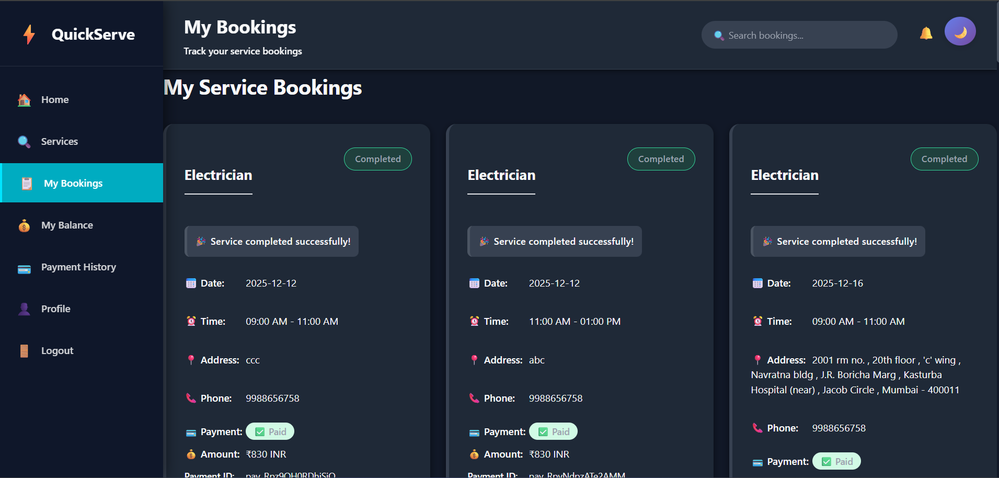 QuickServe
My Bookings
Track your service bookings
Search bookings...
Home
Services
My Bookings
My Balance
Payment History
Profile
Logout
My Service Bookings
Completed
Electrician
Service completed successfully!
Date: 2025-12-12
Time: 09:00 AM - 11:00 AM
Address: ccc
Phone: 9988656758
Payment: Paid
Amount: ₹830 INR
Payment ID:
Completed
Electrician
Service completed successfully!
Date: 2025-12-12
Time: 11:00 AM - 01:00 PM
Address: abc
Phone: 9988656758
Payment: Paid
Amount: ₹830 INR
Payment ID:
Completed
Electrician
Service completed successfully!
Date: 2025-12-16
Time: 09:00 AM - 11:00 AM
Address: 2001 rm no. , 20th floor , 'c' wing ,
Navratna bldg , J.R. Boricha Marg , Kasturba
Hospital (near) , Jacob Circle , Mumbai - 400011
Phone: 9988656758
Payment: Paid